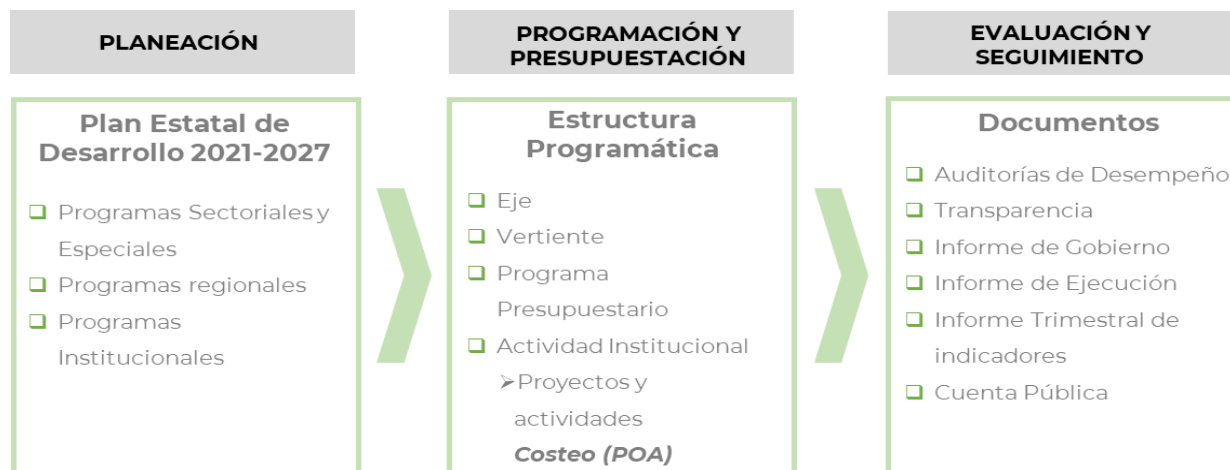 PLANEACIÓN
Plan Estatal de
Desarrollo 2021-2027
Programas Sectoriales y
Especiales
Programas regionales
Programas
Institucionales
PROGRAMACIÓN Y
PRESUPUESTACIÓN
Estructura
Programática
Eje
Vertiente
Programa
Presupuestario
Actividad Institucional
Proyectos y
actividades
Costeo (POA)
EVALUACIÓN Y
SEGUIMIENTO
Documentos
Auditorías de Desempeño
Transparencia
Informe de Gobierno
Informe de Ejecución
Informe Trimestral de
indicadores
Cuenta Pública